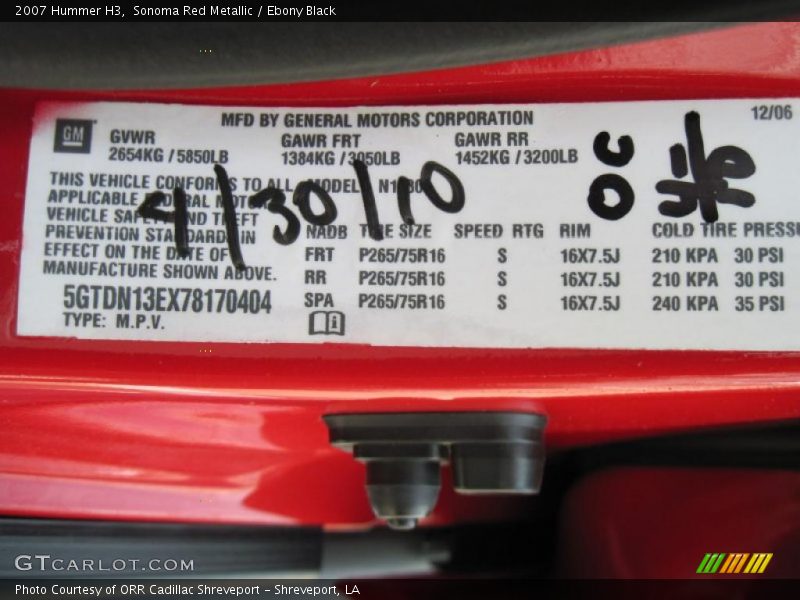 2007 Hummer H3, Sonoma Red Metallic / Ebony Black
12/06
MFD BY GENERAL MOTORS CORPORATION
GM
GVWR GAWR FRT GAWR RR
2654KG / 5850LB 1384KG / 3050LB 1452KG / 3200LB
THIS VEHICLE CONFORMS TO ALL MODEL:
APPLICABLE FEDERAL MOTOR
VEHICLE SAFETY AND THEFT
PREVENTION STANDARDS IN
EFFECT ON THE DATE OF
MANUFACTURE SHOWN ABOVE.
5GTDN13EX78170404
TYPE: M.P.V.
4/30/10
TIRE SIZE SPEED RTG RIM COLD TIRE PRESSU
FRT P265/75R16 S 16X7.5J 210 KPA 30 PSI
RR P265/75R16 S 16X7.5J 210 KPA 30 PSI
SPA P265/75R16 S 16X7.5J 240 KPA 35 PSI
GTCARLOT.COM
Photo Courtesy of ORR Cadillac Shreveport - Shreveport, LA